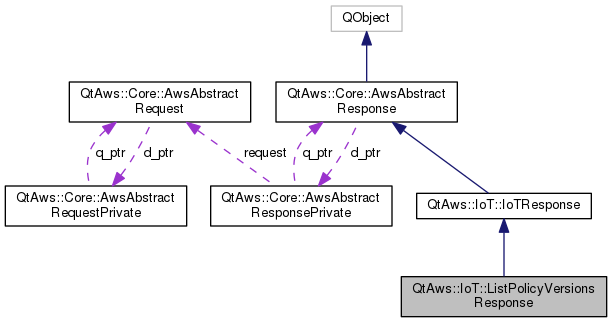 QObject
QtAws::Core::AwsAbstract
Request
QtAws::Core::AwsAbstract
Response
q_ptr
d_ptr
request
q_ptr
d_ptr
QtAws::Core::AwsAbstract
RequestPrivate
QtAws::Core::AwsAbstract
ResponsePrivate
QtAws::IoT::IoTResponse
QtAws::IoT::ListPolicyVersions
Response